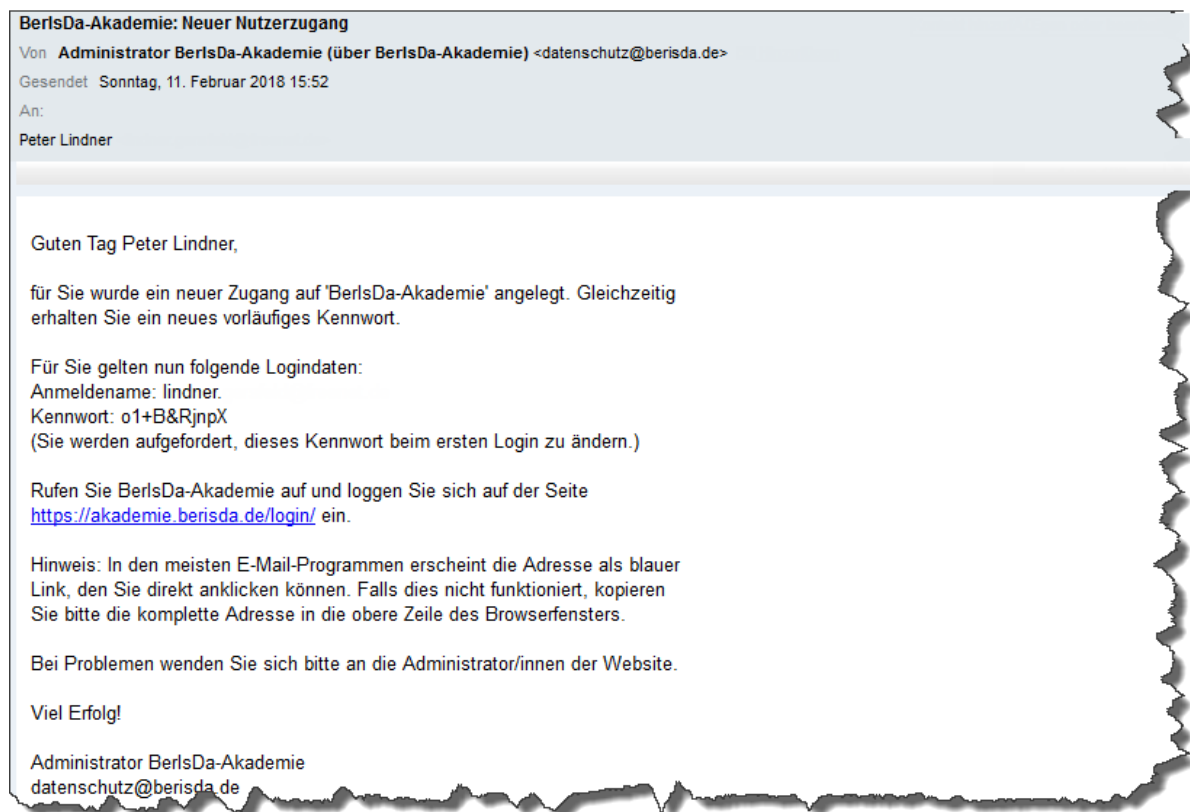 BerIsDa-Akademie: Neuer Nutzerzugang
Von Administrator BerIsDa-Akademie (über BerIsDa-Akademie) <datenschutz@berisda.de>
Gesendet Sonntag, 11. Februar 2018 15:52
An:
Peter Lindner
Guten Tag Peter Lindner,
für Sie wurde ein neuer Zugang auf 'BerIsDa-Akademie' angelegt. Gleichzeitig
erhalten Sie ein neues vorläufiges Kennwort.
Für Sie gelten nun folgende Logindaten:
Anmeldename: lindner.
Kennwort: o1+B&RjnpX
(Sie werden aufgefordert, dieses Kennwort beim ersten Login zu ändern.)
Rufen Sie BerIsDa-Akademie auf und loggen Sie sich auf der Seite
https://akademie.berisda.de/login/ ein.
Hinweis: In den meisten E-Mail-Programmen erscheint die Adresse als blauer
Link, den Sie direkt anklicken können. Falls dies nicht funktioniert, kopieren
Sie bitte die komplette Adresse in die obere Zeile des Browserfensters.
Bei Problemen wenden Sie sich bitte an die Administrator/innen der Website.
Viel Erfolg!
Administrator BerIsDa-Akademie
datenschutz@berisda.de